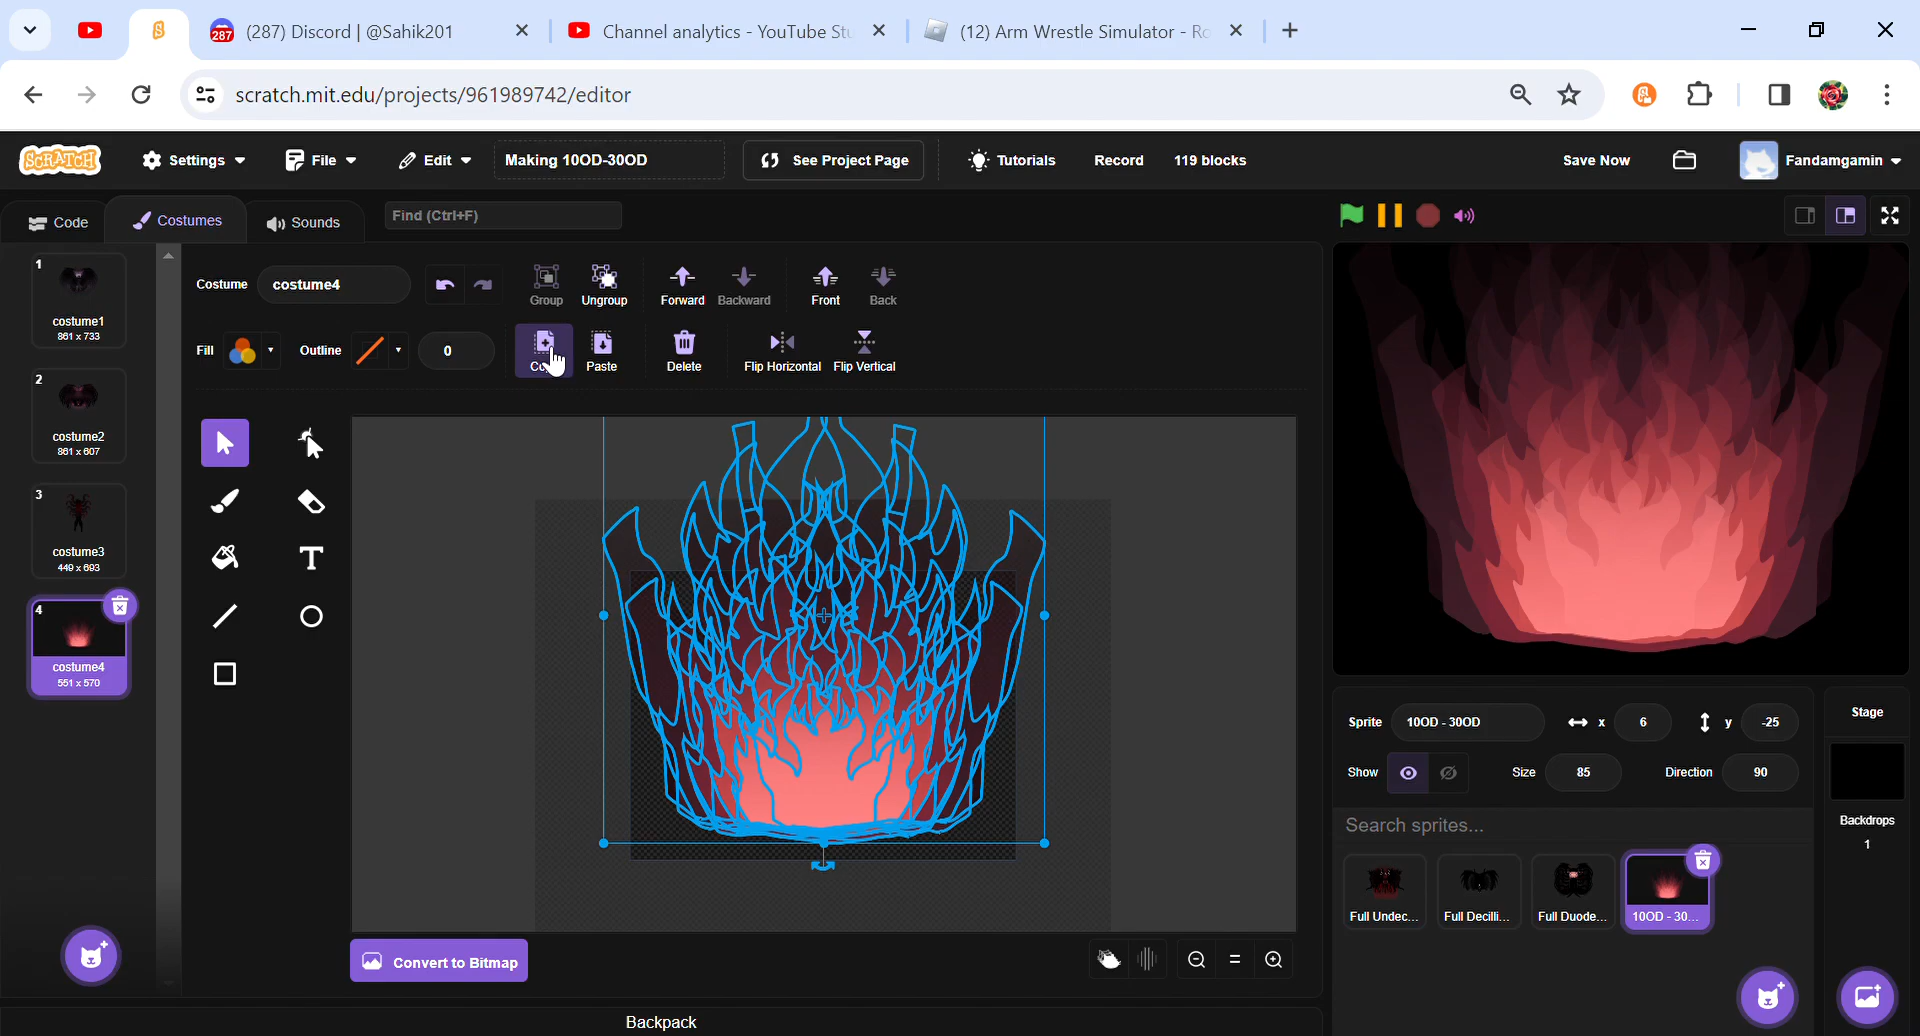 287
(287) Discord | @Sahik201
Channel analytics - YouTube Stu
(12) Arm Wrestle Simulator - Ro
scratch.mit.edu/projects/961989742/editor
SCRATCH
Settings
File
Edit
Making 10OD-30OD
See Project Page
Tutorials
Record
119 blocks
Save Now
Fandamgamin
Code
Costumes
Sounds
Find (Ctrl+F)
Costume
costume4
Group
Ungroup
Forward
Backward
Front
Back
Fill
Outline
0
Paste
Delete
Flip Horizontal
Flip Vertical
1
costume1
861 x 733
2
costume2
861 x 607
3
costume3
449 x 693
4
costume4
551 x 570
Convert to Bitmap
Backpack
Sprite
10OD - 30OD
x
6
y
-25
Show
Size
85
Direction
90
Search sprites...
Full Undec...
Full Decilli...
Full Duode...
10OD - 30...
Stage
Backdrops
1